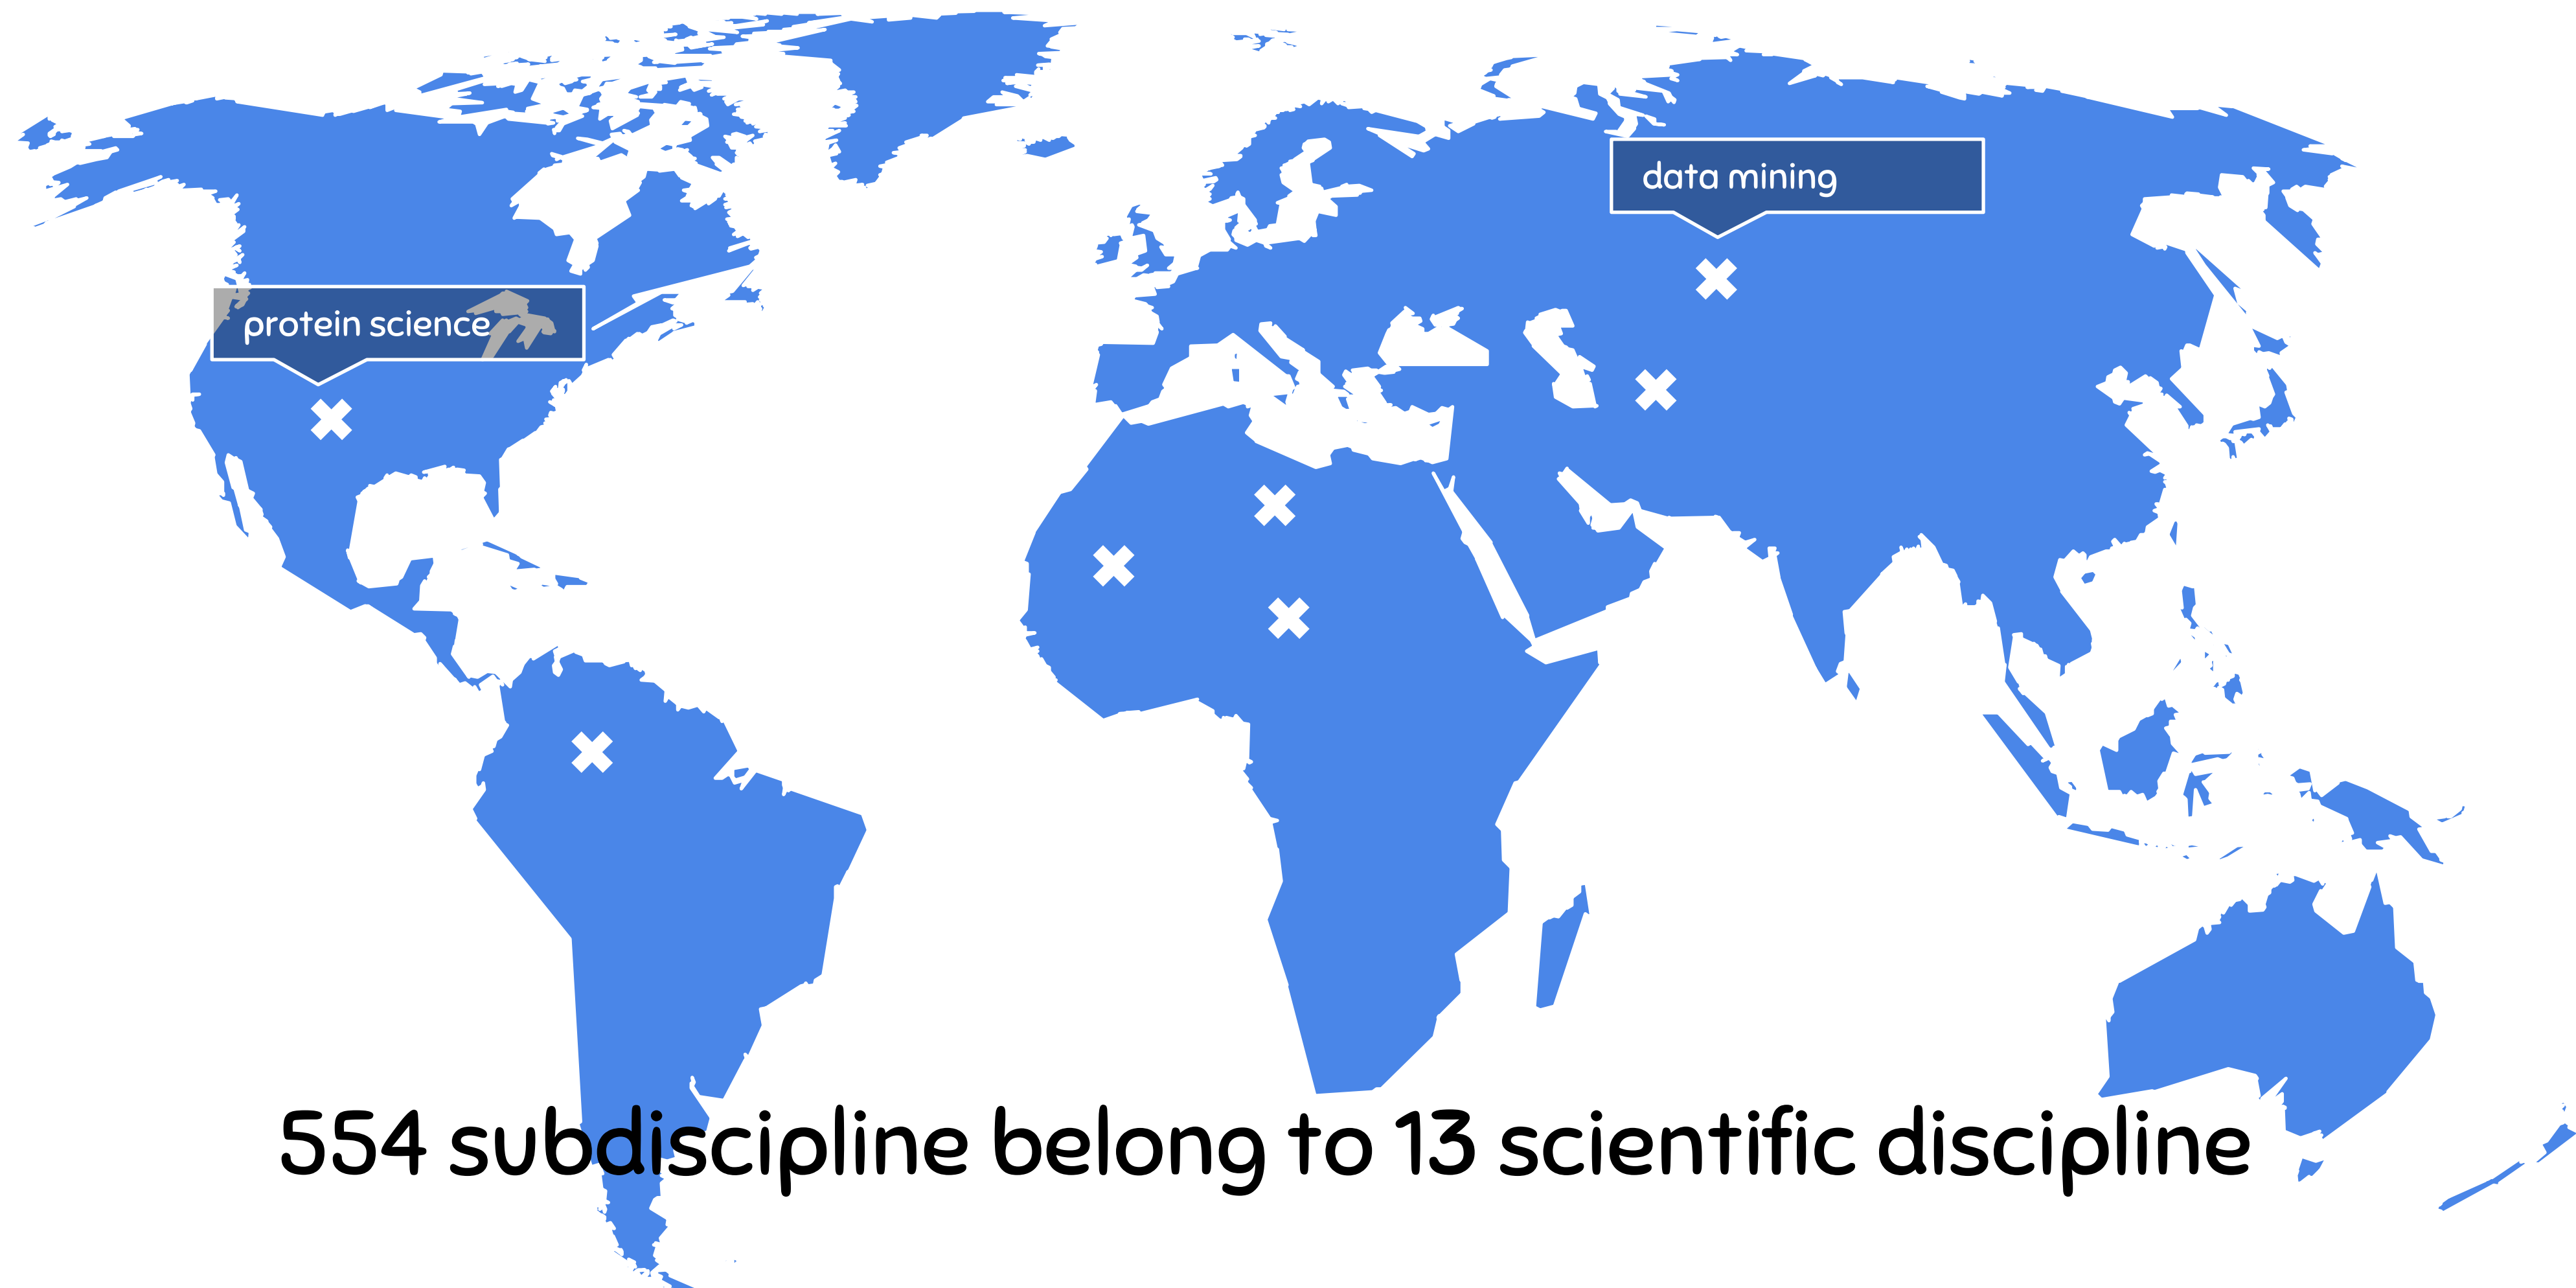 data mining
protein science
554 subdiscipline belong to 13 scientific discipline